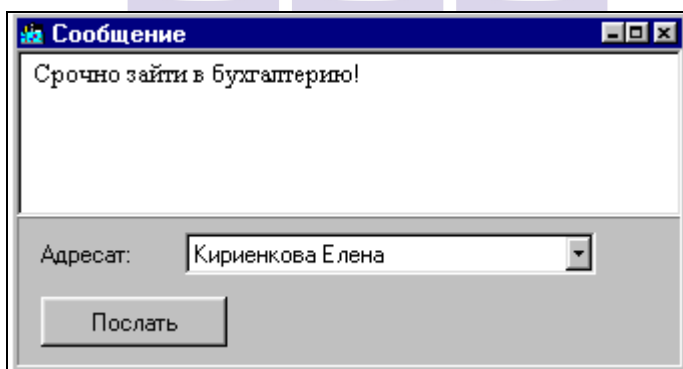 Сообщение
Срочно зайти в бухгалтерию!
Адресат: Кириенкова Елена
Послать